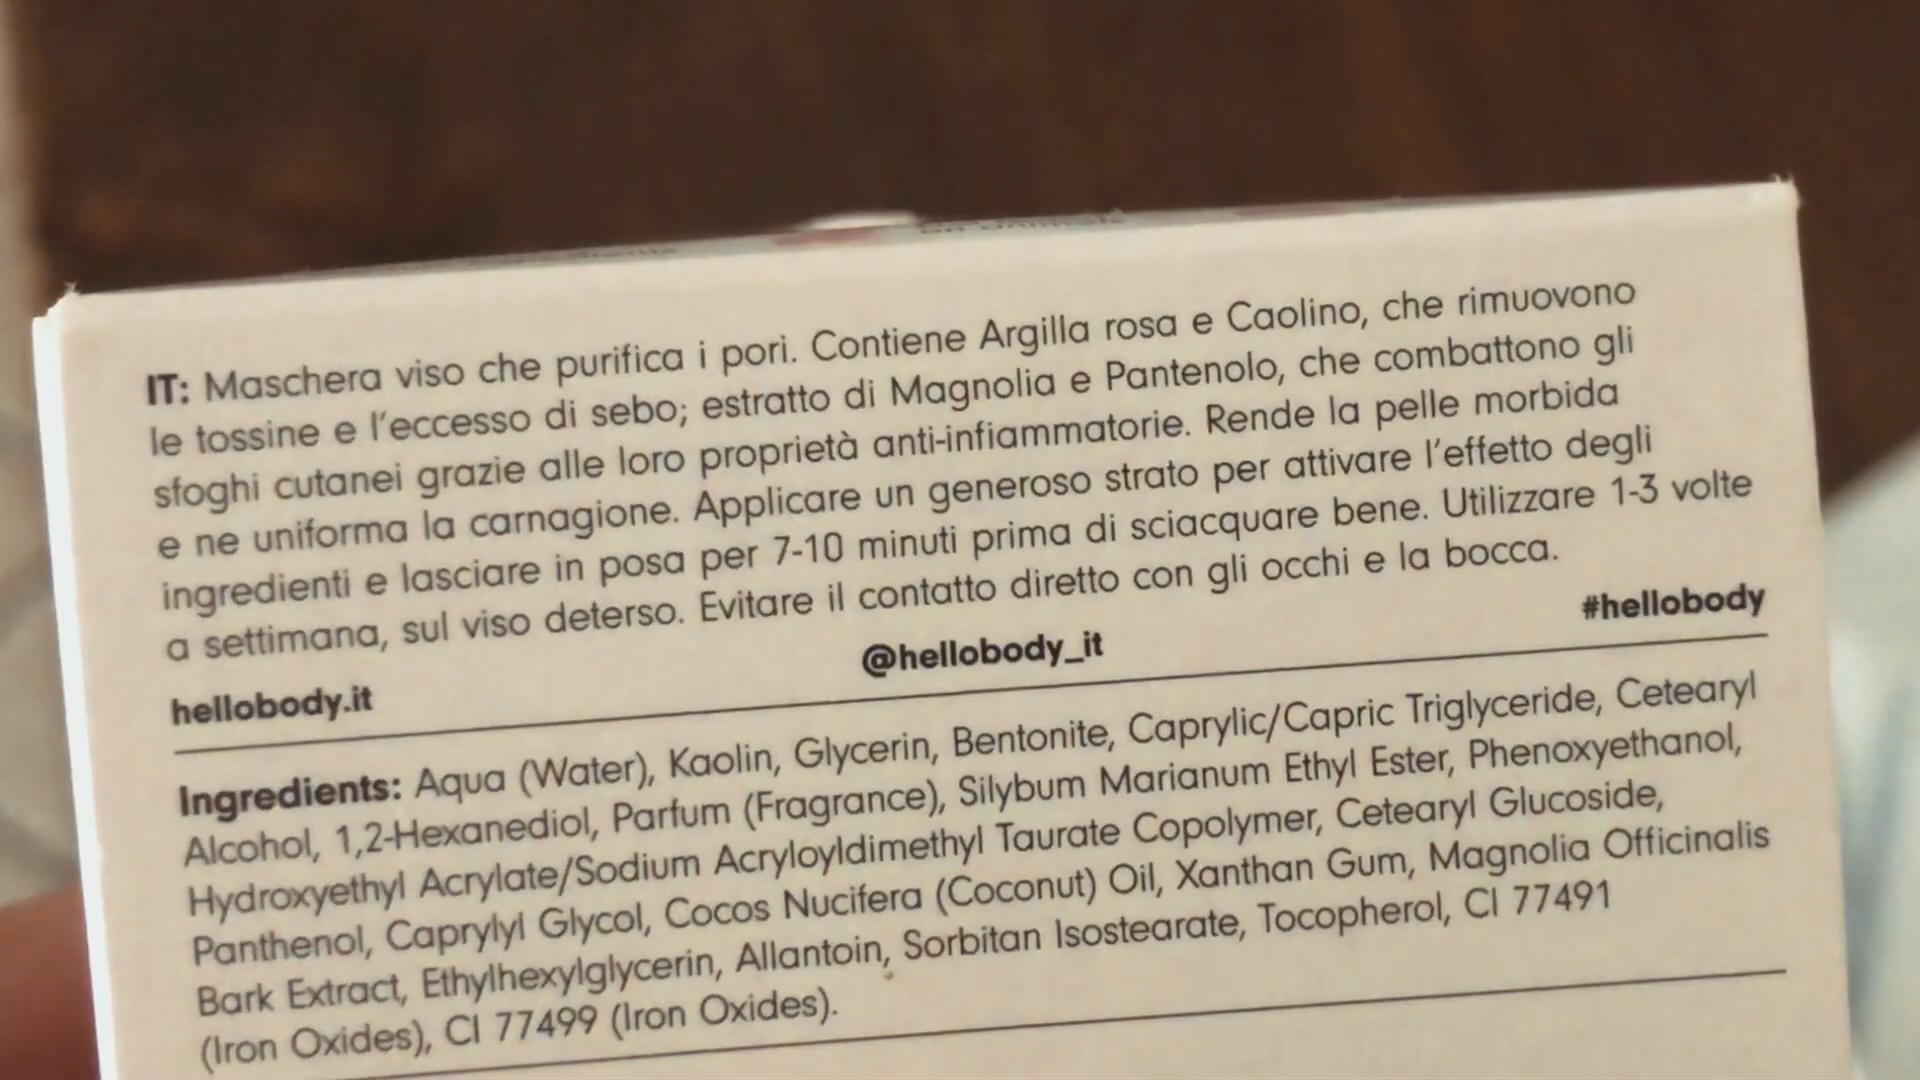 IT: Maschera viso che purifica i pori. Contiene Argilla rosa e Caolino, che rimuovono
le tossine e l'eccesso di sebo; estratto di Magnolia e Pantenolo, che combattono gli
sfoghi cutanei grazie alle loro proprietà anti-infiammatorie. Rende la pelle morbida
e ne uniforma la carnagione. Applicare un generoso strato per attivare l'effetto degli
ingredienti e lasciare in posa per 7-10 minuti prima di sciacquare bene. Utilizzare 1-3 volte
a settimana, sul viso deterso. Evitare il contatto diretto con gli occhi e la bocca.
hellobody.it @hellobody_it #hellobody
Ingredients: Aqua (Water), Kaolin, Glycerin, Bentonite, Caprylic/Capric Triglyceride, Cetearyl
Alcohol, 1,2-Hexanediol, Parfum (Fragrance), Silybum Marianum Ethyl Ester, Phenoxyethanol,
Hydroxyethyl Acrylate/Sodium Acryloyldimethyl Taurate Copolymer, Cetearyl Glucoside,
Panthenol, Caprylyl Glycol, Cocos Nucifera (Coconut) Oil, Xanthan Gum, Magnolia Officinalis
Bark Extract, Ethylhexylglycerin, Allantoin, Sorbitan Isostearate, Tocopherol, CI 77491
(Iron Oxides), CI 77499 (Iron Oxides).